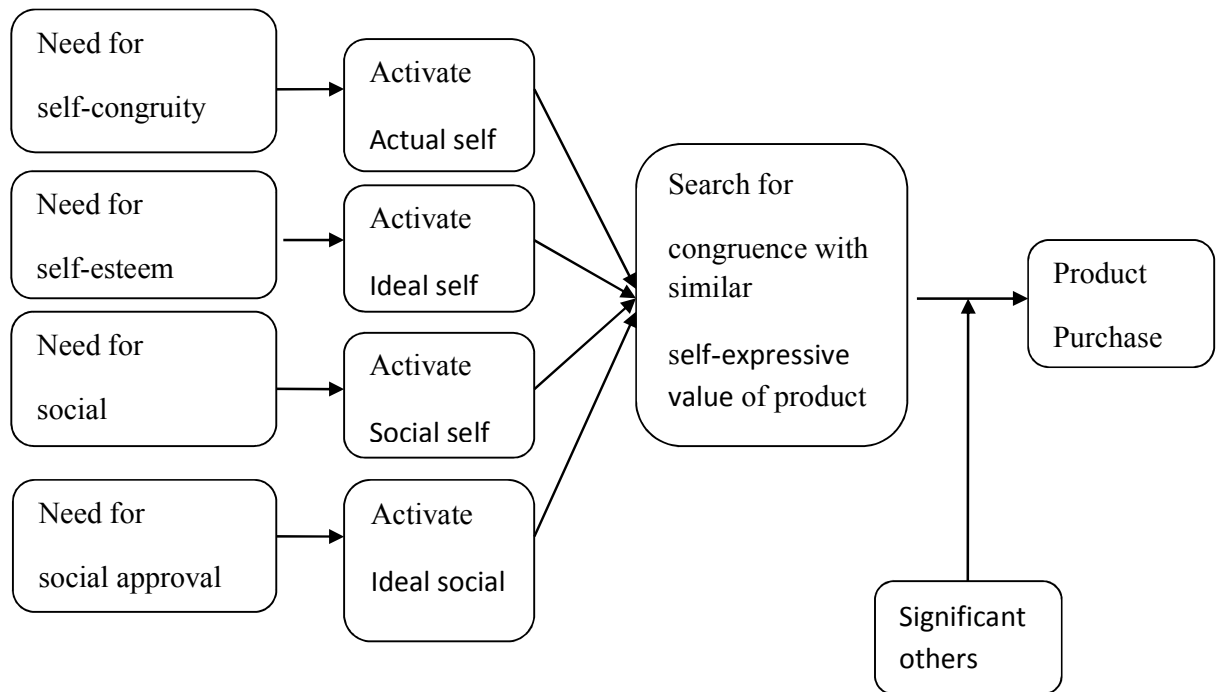 Need for
self-congruity
Activate
Actual self
Need for
self-esteem
Activate
Ideal self
Need for
social
Activate
Social self
Need for
social approval
Activate
Ideal social
Search for
congruence with
similar
self-expressive
value of product
Product
Purchase
Significant
others